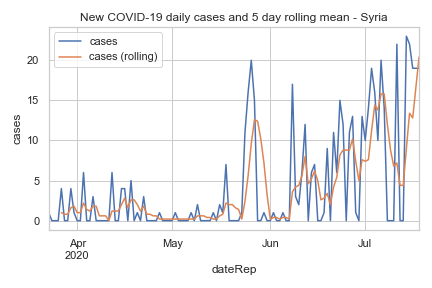 New COVID-19 daily cases and 5 day rolling mean - Syria
cases
cases (rolling)
20
15
10
5
0
cases
Apr
2020
May
Jun
Jul
dateRep